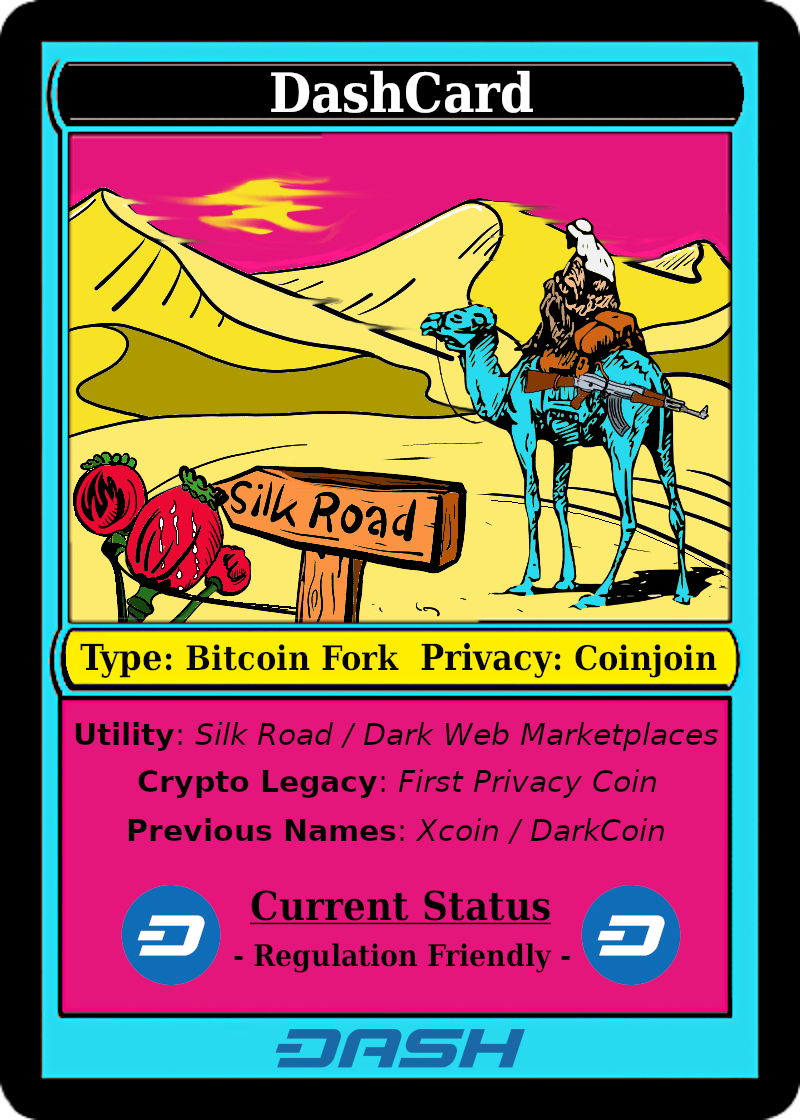 DashCard
Silk Road
Type: Bitcoin Fork Privacy: Coinjoin
Utility: Silk Road / Dark Web Marketplaces
Crypto Legacy: First Privacy Coin
Previous Names: Xcoin / DarkCoin
Current Status
- Regulation Friendly -
DASH